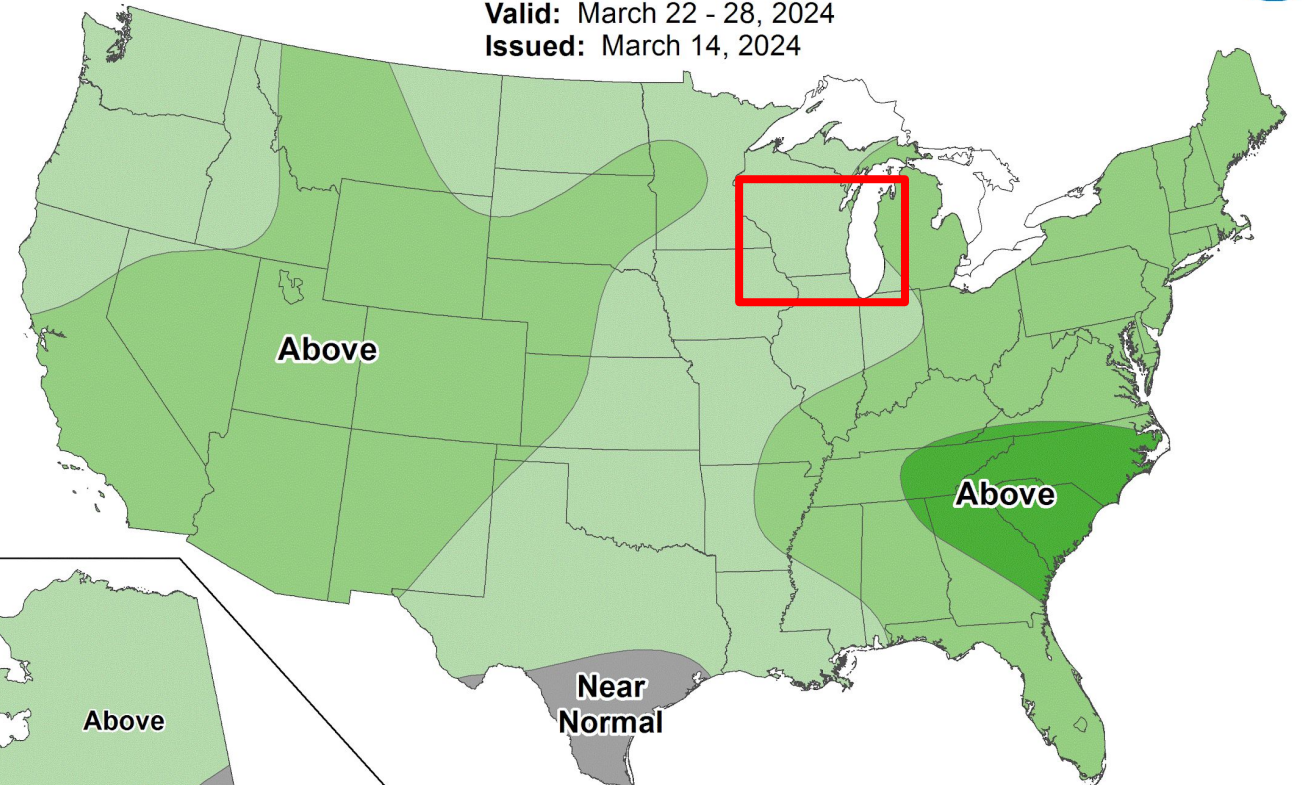 Valid: March 22 - 28, 2024
Issued: March 14, 2024
Above
Above
Near
Normal
Above